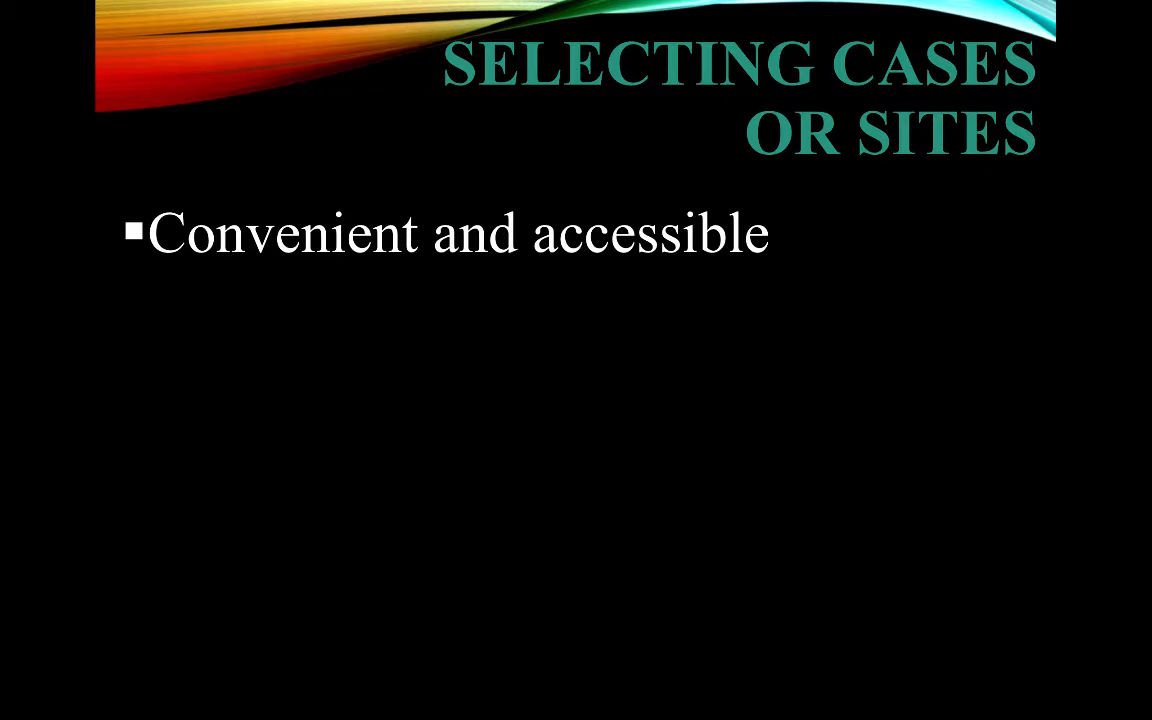 SELECTING CASES
OR SITES
▪Convenient and accessible